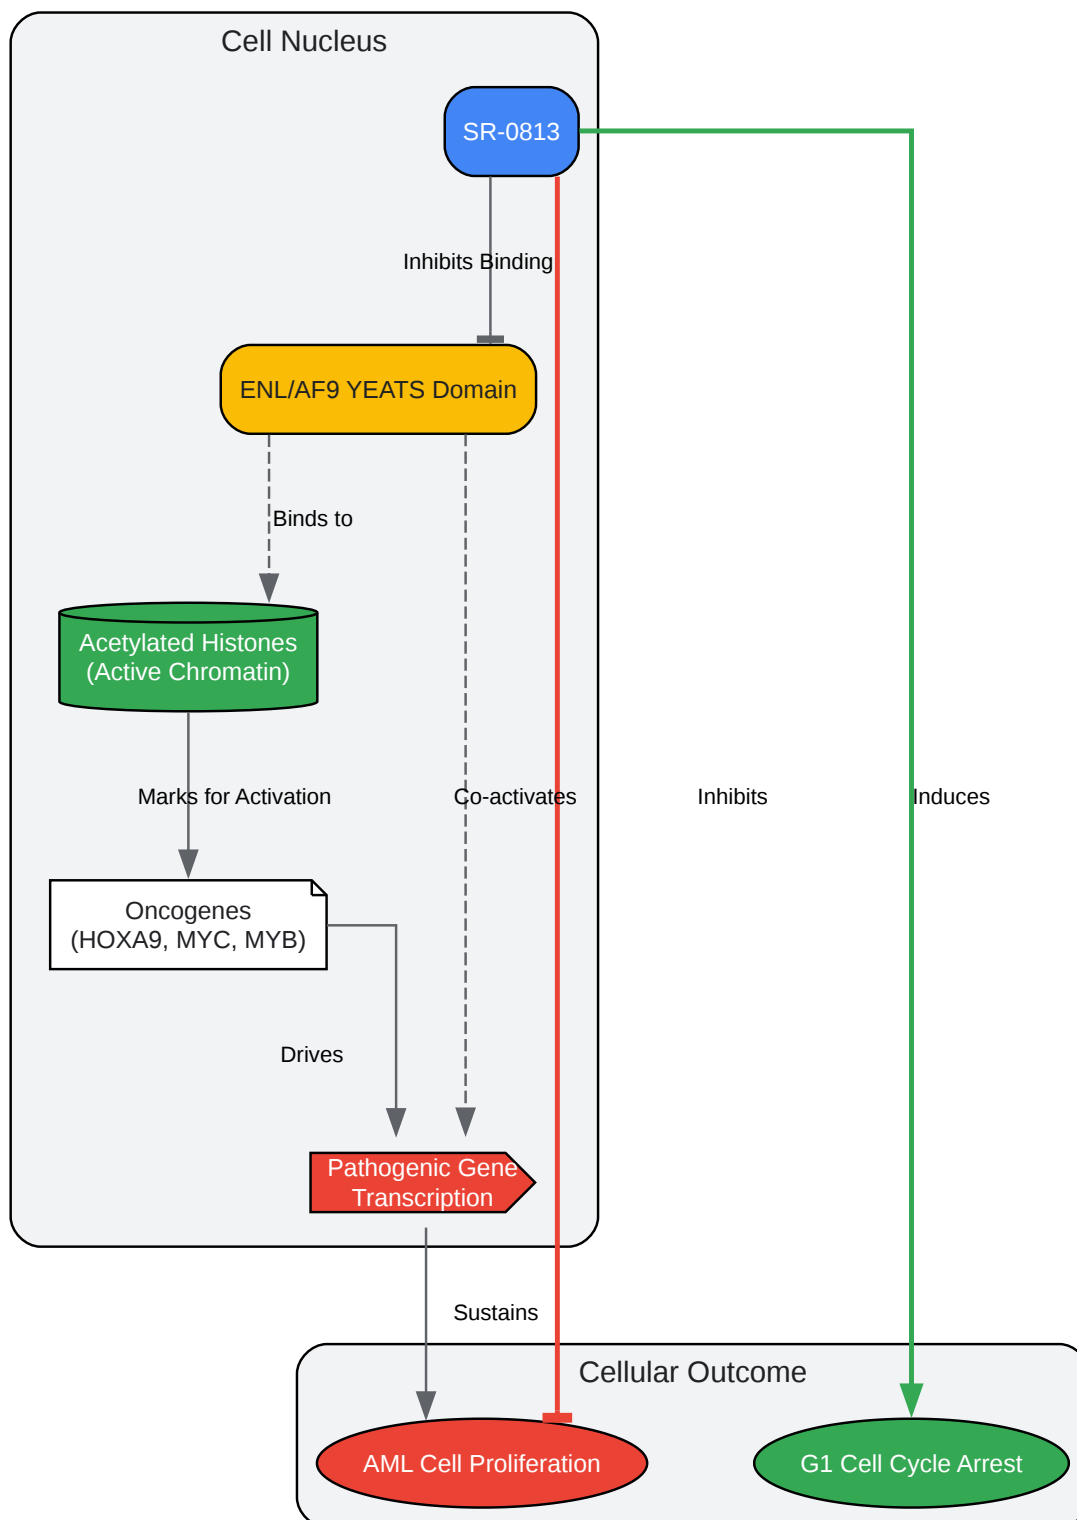 Cell Nucleus
SR-0813
Inhibits Binding
ENL/AF9 YEATS Domain
Binds to
Acetylated Histones
(Active Chromatin)
Marks for Activation
Co-activates
Inhibits
Induces
Oncogenes
(HOXA9, MYC, MYB)
Drives
Pathogenic Gene
Transcription
Sustains
Cellular Outcome
AML Cell Proliferation
G1 Cell Cycle Arrest